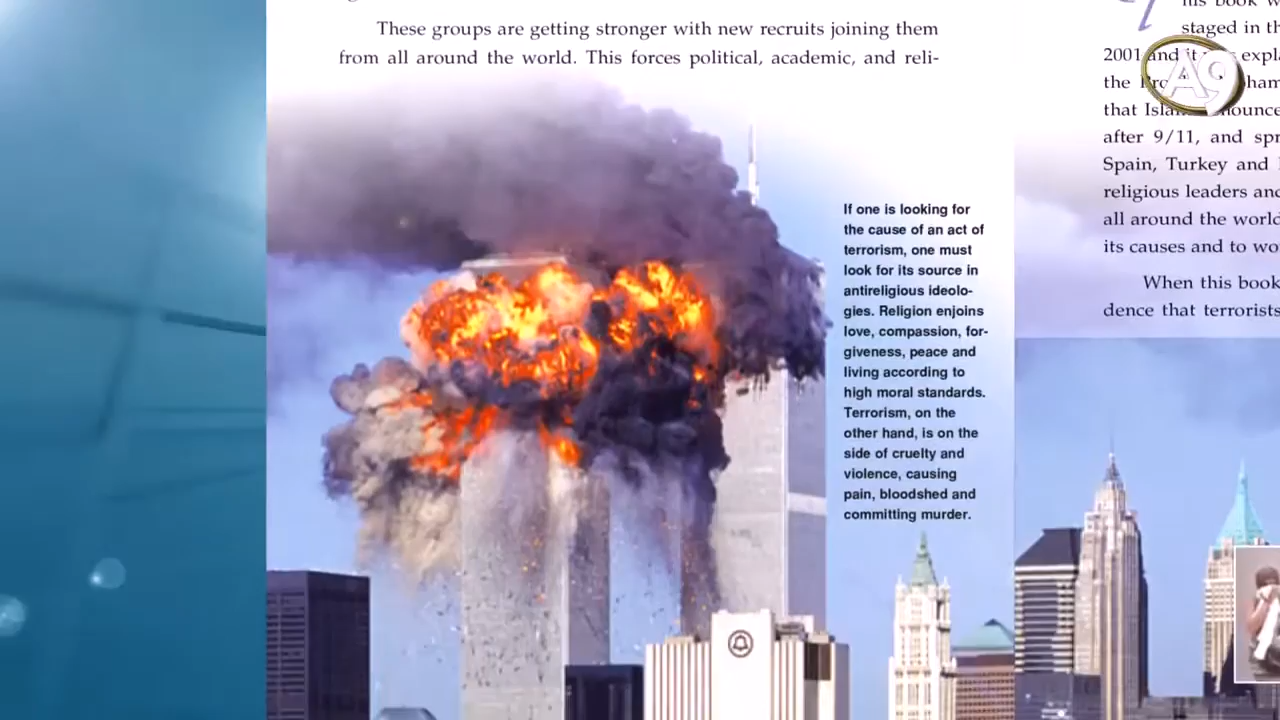 These groups are getting stronger with new recruits joining them
from all around the world. This forces political, academic, and reli-
If one is looking for
the cause of an act of
terrorism, one must
look for its source in
antireligious ideolo-
gies. Religion enjoins
love, compassion, for-
giveness, peace and
living according to
high moral standards.
Terrorism, on the
other hand, is on the
side of cruelty and
violence, causing
pain, bloodshed and
committing murder.
his book
staged in
2001 and
the
that
after 9/11, and
Spain, Turkey and
religious leaders
all around the world
its causes and to
When this book
dence that terrorists
A9